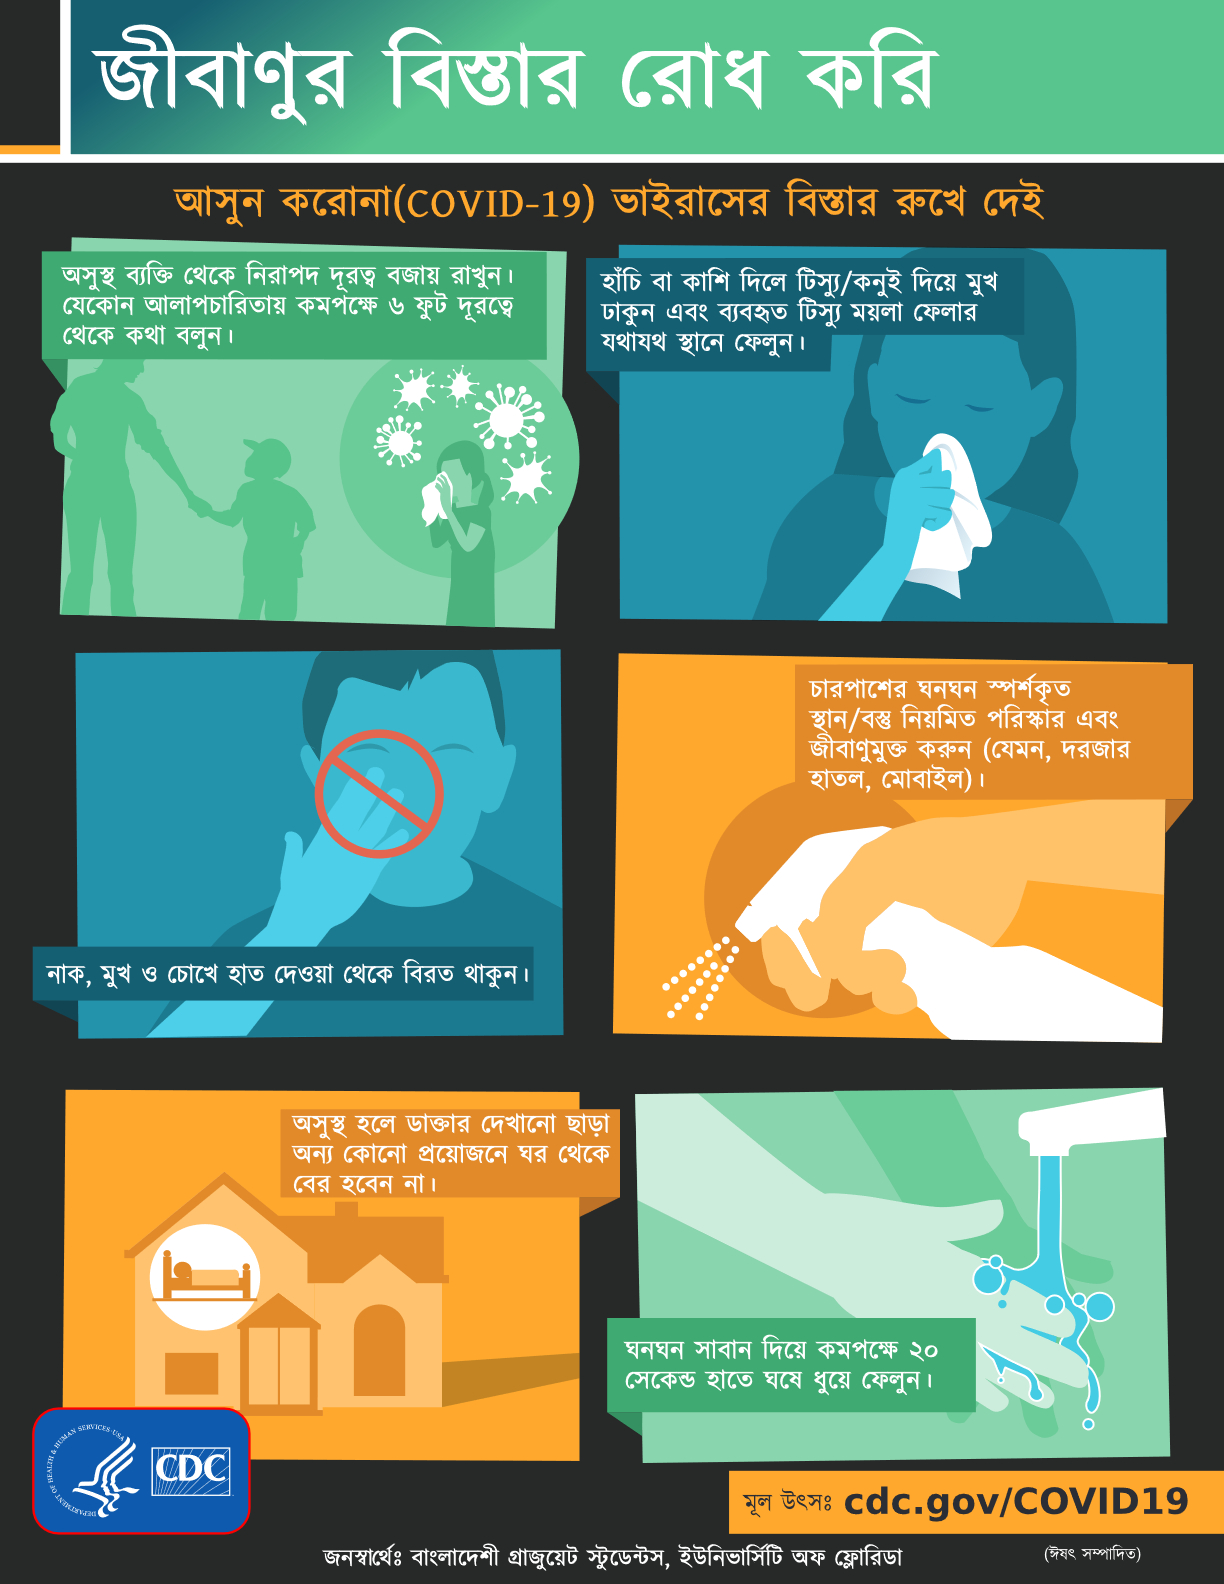 জীবাণুর বিস্তার রোধ করি
আসুন করোনা(COVID-19) ভাইরাসের বিস্তার রুখে দেই
অসুস্থ ব্যক্তি থেকে নিরাপদ দূরত্ব বজায় রাখুন।
যেকোন আলাপচারিতায় কমপক্ষে ৬ ফুট দূরত্বে
থেকে কথা বলুন।
হাঁচি বা কাশি দিলে টিস্যু/কনুই দিয়ে মুখ
ঢাকুন এবং ব্যবহৃত টিস্যু ময়লা ফেলার
যথাযথ স্থানে ফেলুন।
নাক, মুখ ও চোখে হাত দেওয়া থেকে বিরত থাকুন।
চারপাশের ঘনঘন স্পর্শকৃত
স্থান/বস্তু নিয়মিত পরিস্কার এবং
জীবাণুমুক্ত করুন (যেমন, দরজার
হাতল, মোবাইল)।
অসুস্থ হলে ডাক্তার দেখানো ছাড়া
অন্য কোনো প্রয়োজনে ঘর থেকে
বের হবেন না।
ঘনঘন সাবান দিয়ে কমপক্ষে ২০
সেকেন্ড হাতে ঘষে ধুয়ে ফেলুন।
DEPARTMENT OF HEALTH & HUMAN SERVICES·USA
CDC
মূল উৎসঃ cdc.gov/COVID19
জনস্বার্থেঃ বাংলাদেশী গ্রাজুয়েট স্টুডেন্টস, ইউনিভার্সিটি অফ ফ্লোরিডা
(ঈষৎ সম্পাদিত)